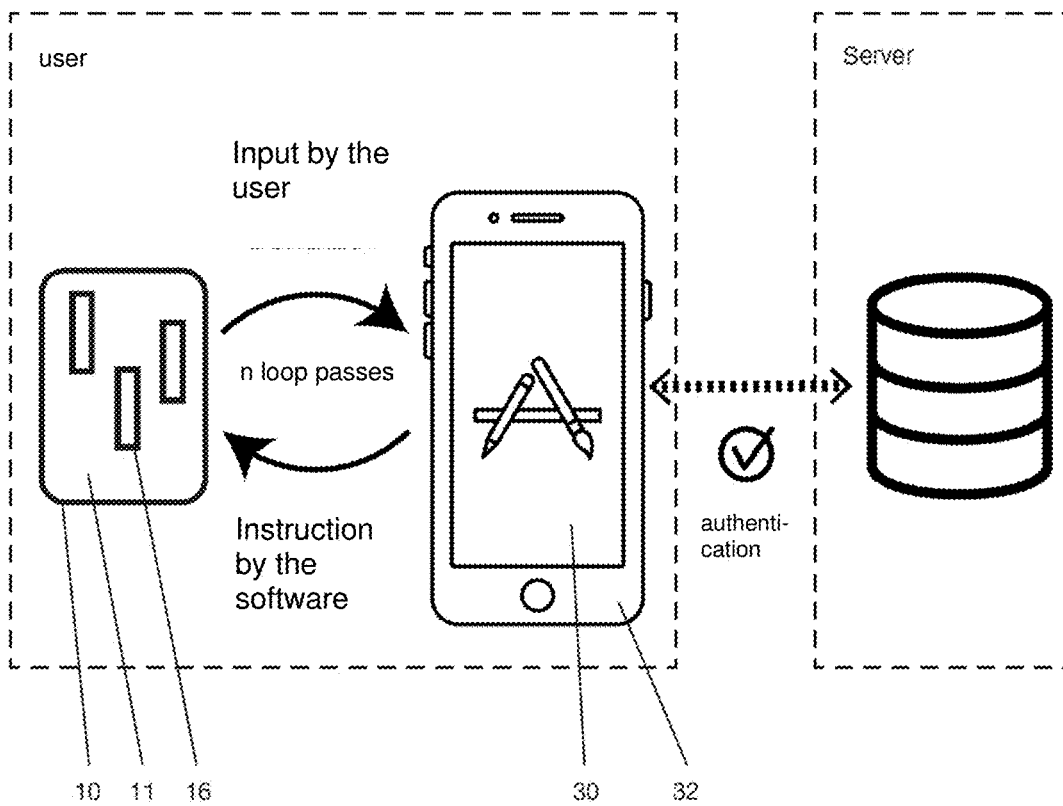 user
Server
Input by the
user
n loop passes
Instruction
by the
software
authenti-
cation
10 11 16 30 32